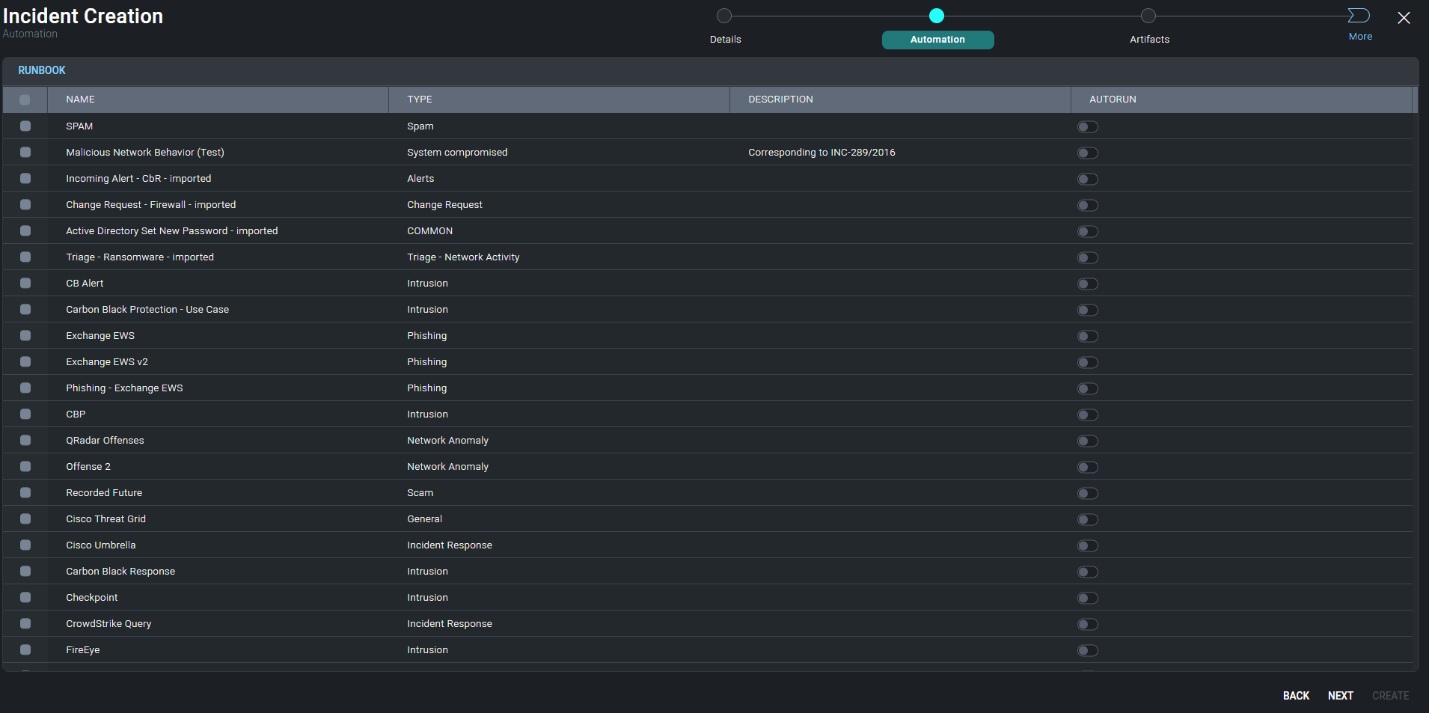 Incident Creation
Automation
Details
Automation
Artifacts
More
RUNBOOK
NAME TYPE DESCRIPTION AUTORUN
SPAM Spam
Malicious Network Behavior (Test) System compromised Corresponding to INC-289/2016
Incoming Alert - CbR - imported Alerts
Change Request - Firewall - imported Change Request
Active Directory Set New Password - imported COMMON
Triage - Ransomware - imported Triage - Network Activity
CB Alert Intrusion
Carbon Black Protection - Use Case Intrusion
Exchange EWS Phishing
Exchange EWS v2 Phishing
Phishing - Exchange EWS Phishing
CBP Intrusion
QRadar Offenses Network Anomaly
Offense 2 Network Anomaly
Recorded Future Scam
Cisco Threat Grid General
Cisco Umbrella Incident Response
Carbon Black Response Intrusion
Checkpoint Intrusion
CrowdStrike Query Incident Response
FireEye Intrusion
BACK NEXT CREATE